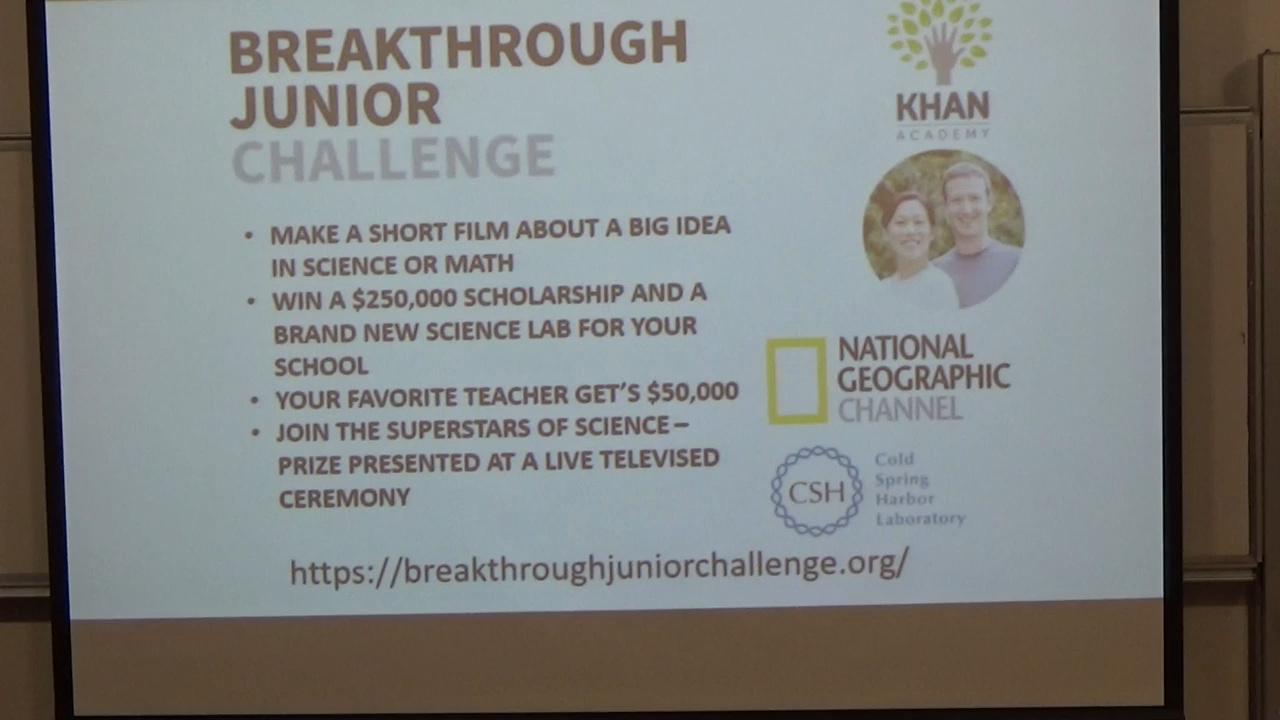 BREAKTHROUGH
JUNIOR
CHALLENGE
• MAKE A SHORT FILM ABOUT A BIG IDEA
IN SCIENCE OR MATH
• WIN A $250,000 SCHOLARSHIP AND A
BRAND NEW SCIENCE LAB FOR YOUR
SCHOOL
• YOUR FAVORITE TEACHER GET'S $50,000
• JOIN THE SUPERSTARS OF SCIENCE –
PRIZE PRESENTED AT A LIVE TELEVISED
CEREMONY
https://breakthroughjuniorchallenge.org/
KHAN
ACADEMY
NATIONAL
GEOGRAPHIC
CHANNEL
CSH
Cold
Spring
Harbor
Laboratory